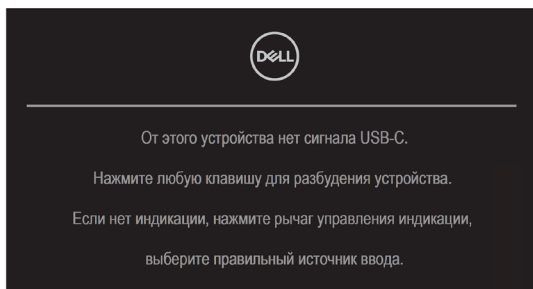 DELL
От этого устройства нет сигнала USB-C.
Нажмите любую клавишу для разбудения устройства.
Если нет индикации, нажмите рычаг управления индикации,
выберите правильный источник ввода.